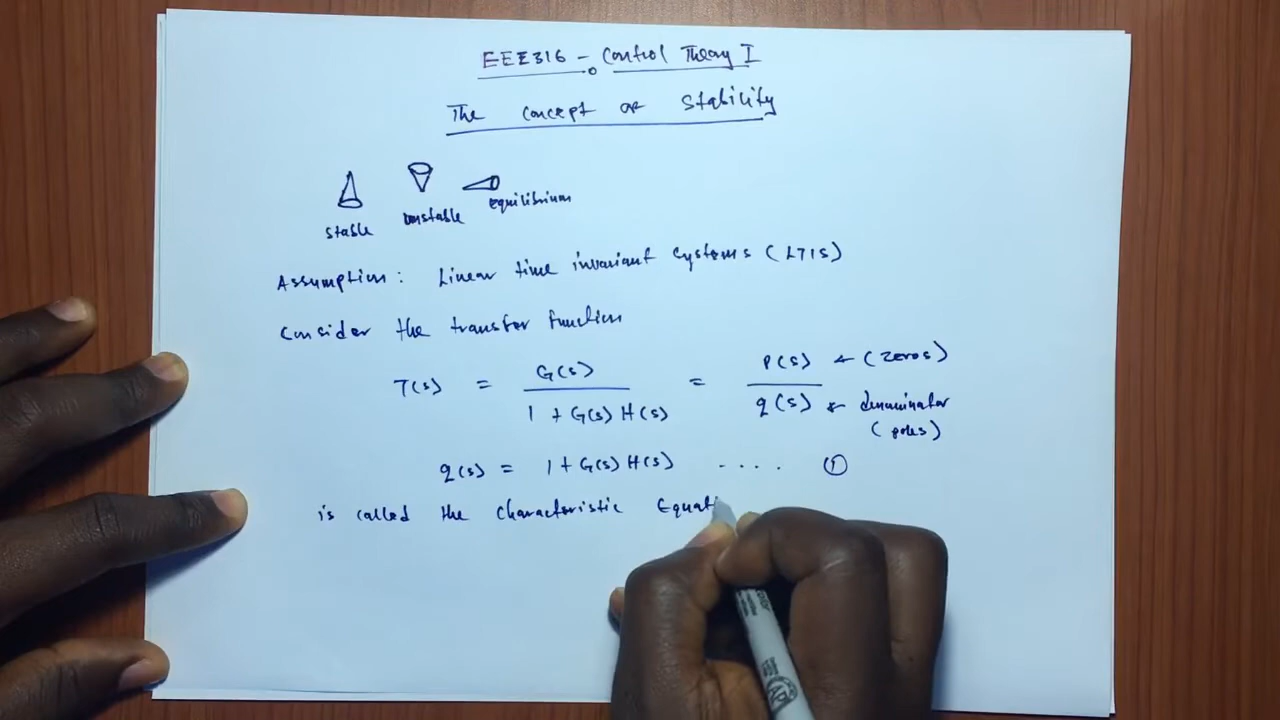 EEE316 - Control Theory I
The concept of stability
stable
unstable
equilibrium
Assumption: Linear time invariant systems (LTIS)
Consider the transfer function
T(s) = G(s) / 1 + G(s) H(s) = P(s) / q(s)
← (zeros)
← denominator
(poles)
q(s) = 1 + G(s) H(s) .... ①
is called the characteristic Equat